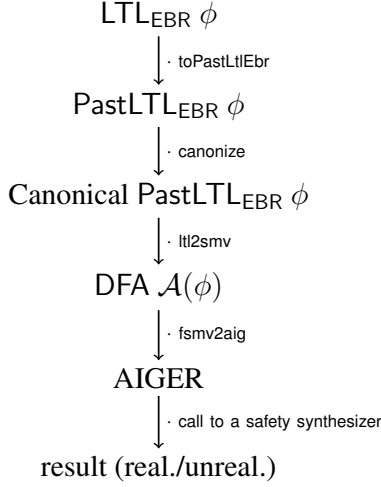 LTL_EBR ϕ
· toPastLtlEbr
PastLTL_EBR ϕ
· canonize
Canonical PastLTL_EBR ϕ
· ltl2smv
DFA 𝒜(ϕ)
· fsmv2aig
AIGER
· call to a safety synthesizer
result (real./unreal.)